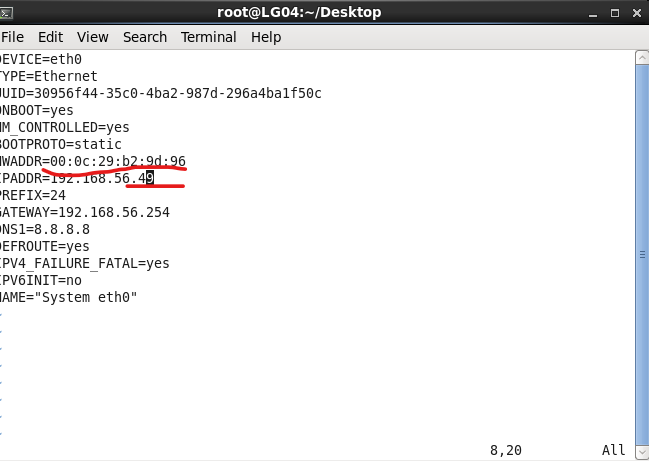 root@LG04:~/Desktop
File Edit View Search Terminal Help
DEVICE=eth0
TYPE=Ethernet
UUID=30956f44-35c0-4ba2-987d-296a4ba1f50c
ONBOOT=yes
NM_CONTROLLED=yes
BOOTPROTO=static
HWADDR=00:0c:29:b2:9d:96
IPADDR=192.168.56.49
PREFIX=24
GATEWAY=192.168.56.254
DNS1=8.8.8.8
DEFROUTE=yes
IPV4_FAILURE_FATAL=yes
IPV6INIT=no
NAME="System eth0"
~
~
~
~
~
~
~
~
8,20 All